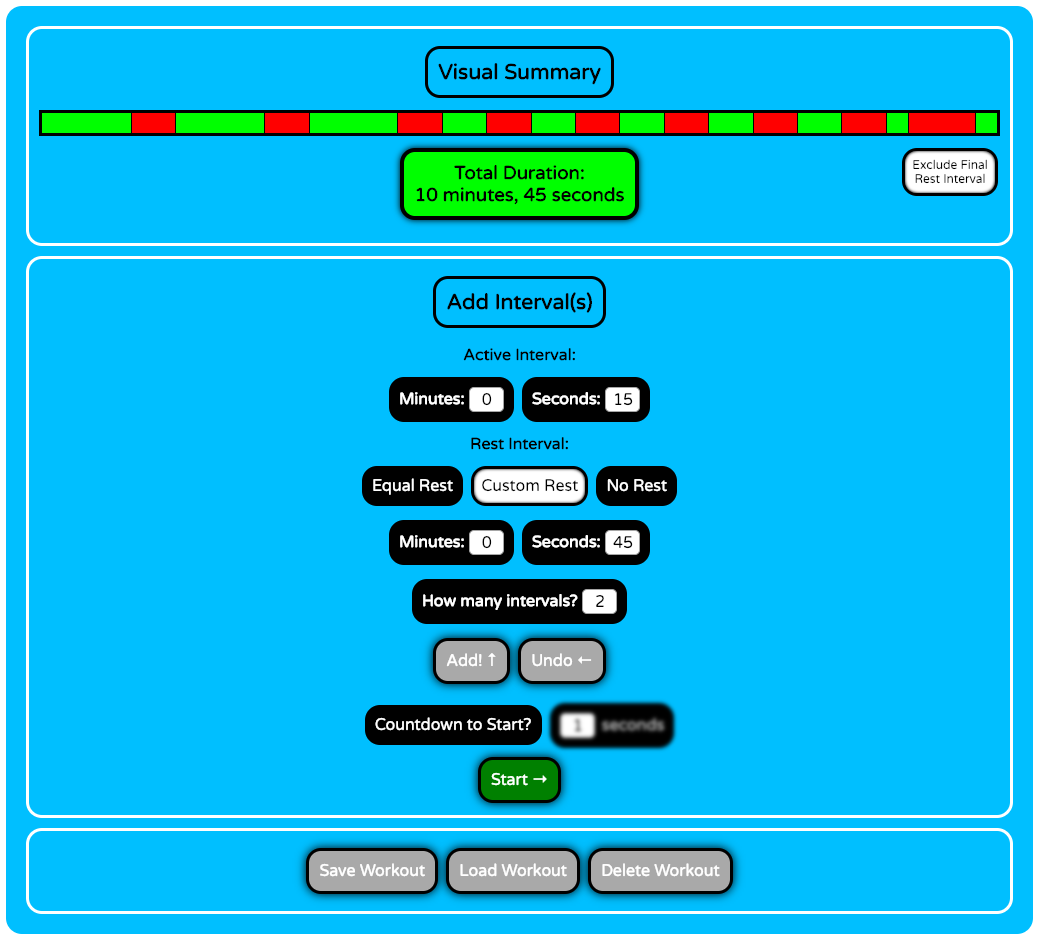 Visual Summary
Total Duration:
10 minutes, 45 seconds
Exclude Final
Rest Interval
Add Interval(s)
Active Interval:
Minutes: 0 Seconds: 15
Rest Interval:
Equal Rest Custom Rest No Rest
Minutes: 0 Seconds: 45
How many intervals? 2
Add! ↑ Undo ←
Countdown to Start? 1 seconds
Start →
Save Workout Load Workout Delete Workout